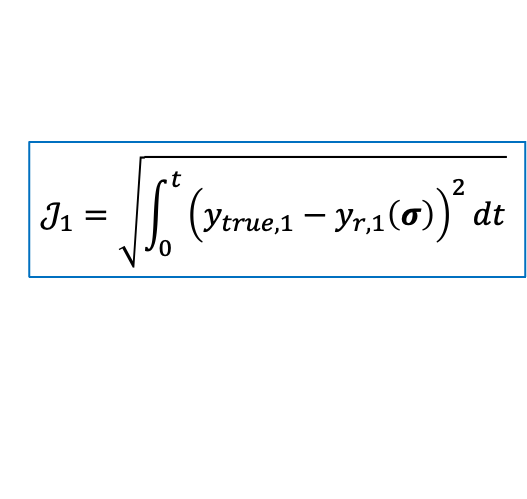 𝒥₁ = √(∫₀ᵗ (y_{true,1} − y_{r,1}(𝝈))² dt)